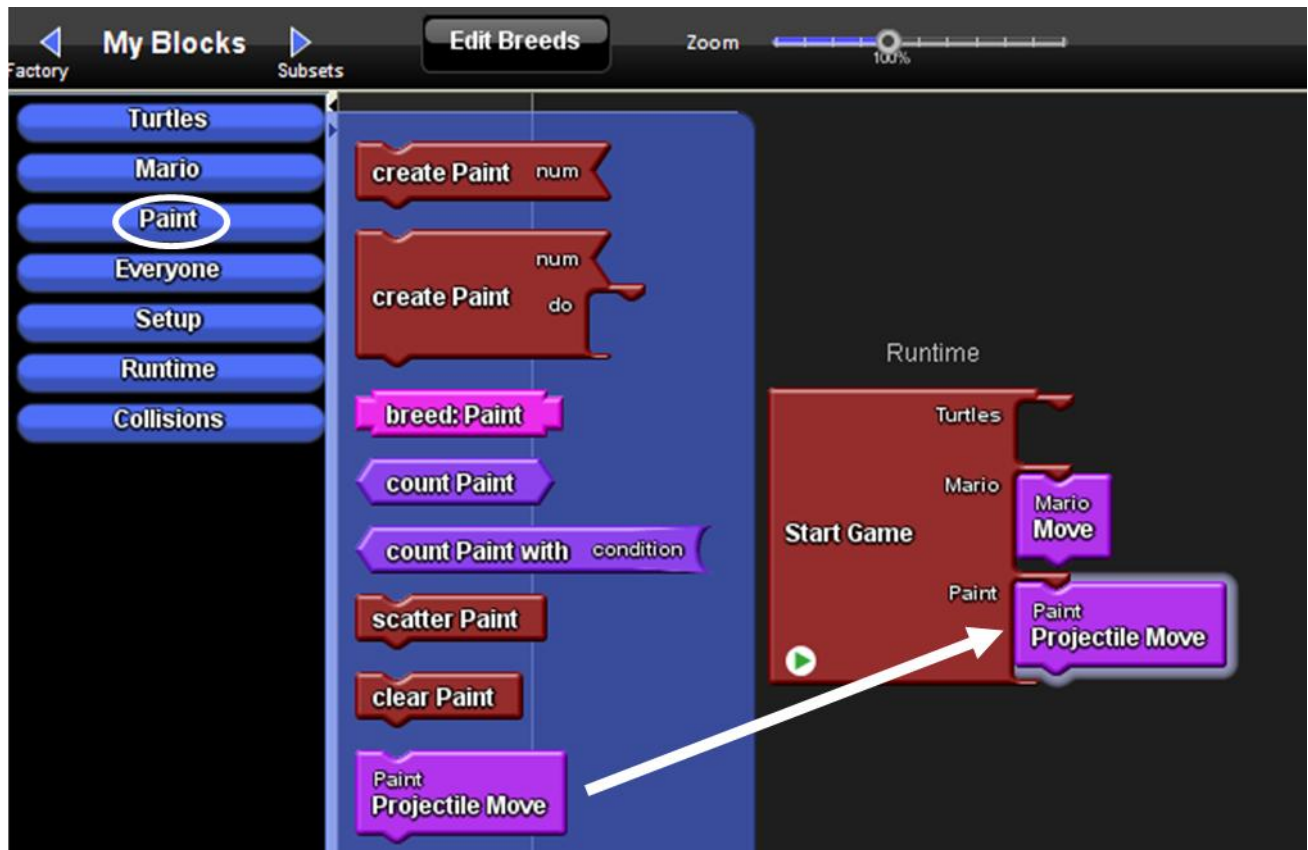 My Blocks
Edit Breeds
Zoom
Factory
Subsets
100%
Turtles
Mario
Paint
Everyone
Setup
Runtime
Collisions
create Paint num
num
create Paint do
breed: Paint
count Paint
count Paint with condition
scatter Paint
clear Paint
Paint
Projectile Move
Runtime
Turtles
Mario
Mario
Move
Start Game
Paint
Paint
Projectile Move